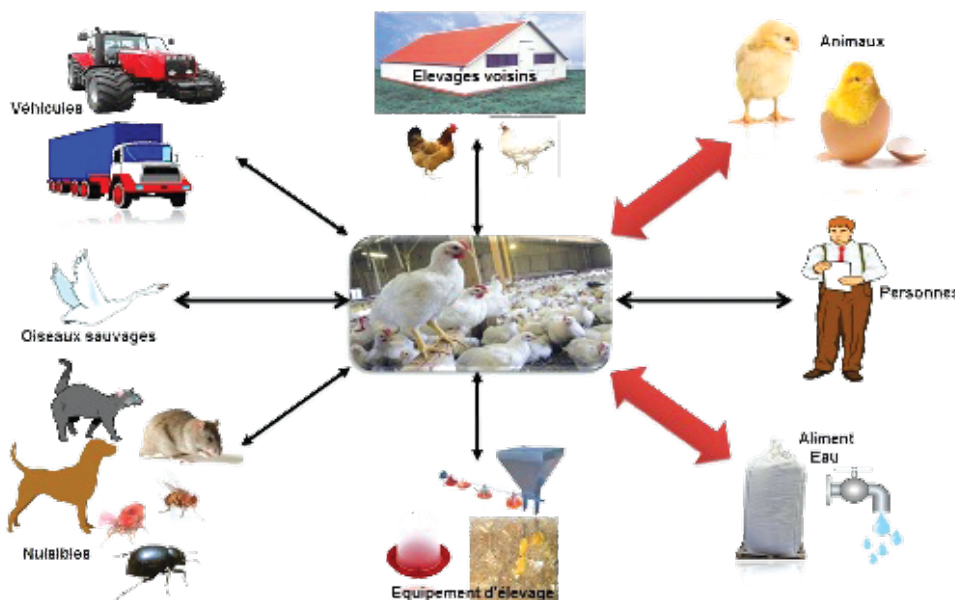 Elevages voisins
Animaux
Véhicules
Personnes
Oiseaux sauvages
Aliment
Eau
Nuisibles
Equipement d'élevage